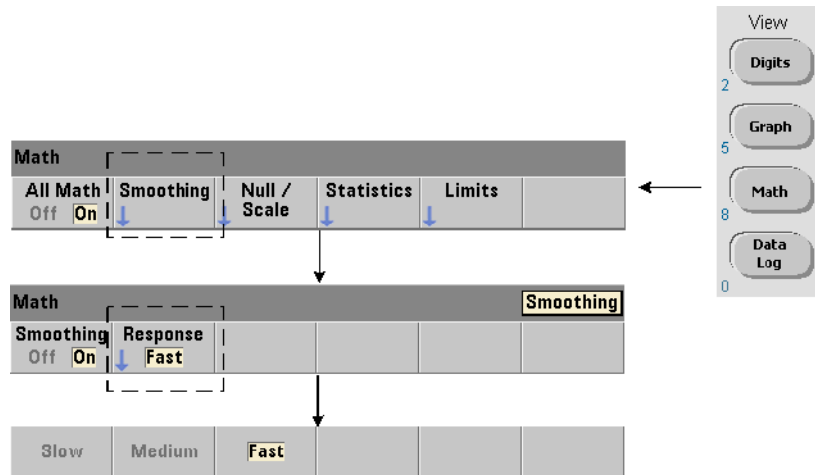 View
Digits
2
Graph
5
Math
8
Data
Log
0
Math
All Math
Off On
Smoothing
Null /
Scale
Statistics
Limits
Math
Smoothing
Smoothing
Off On
Response
Fast
Slow
Medium
Fast